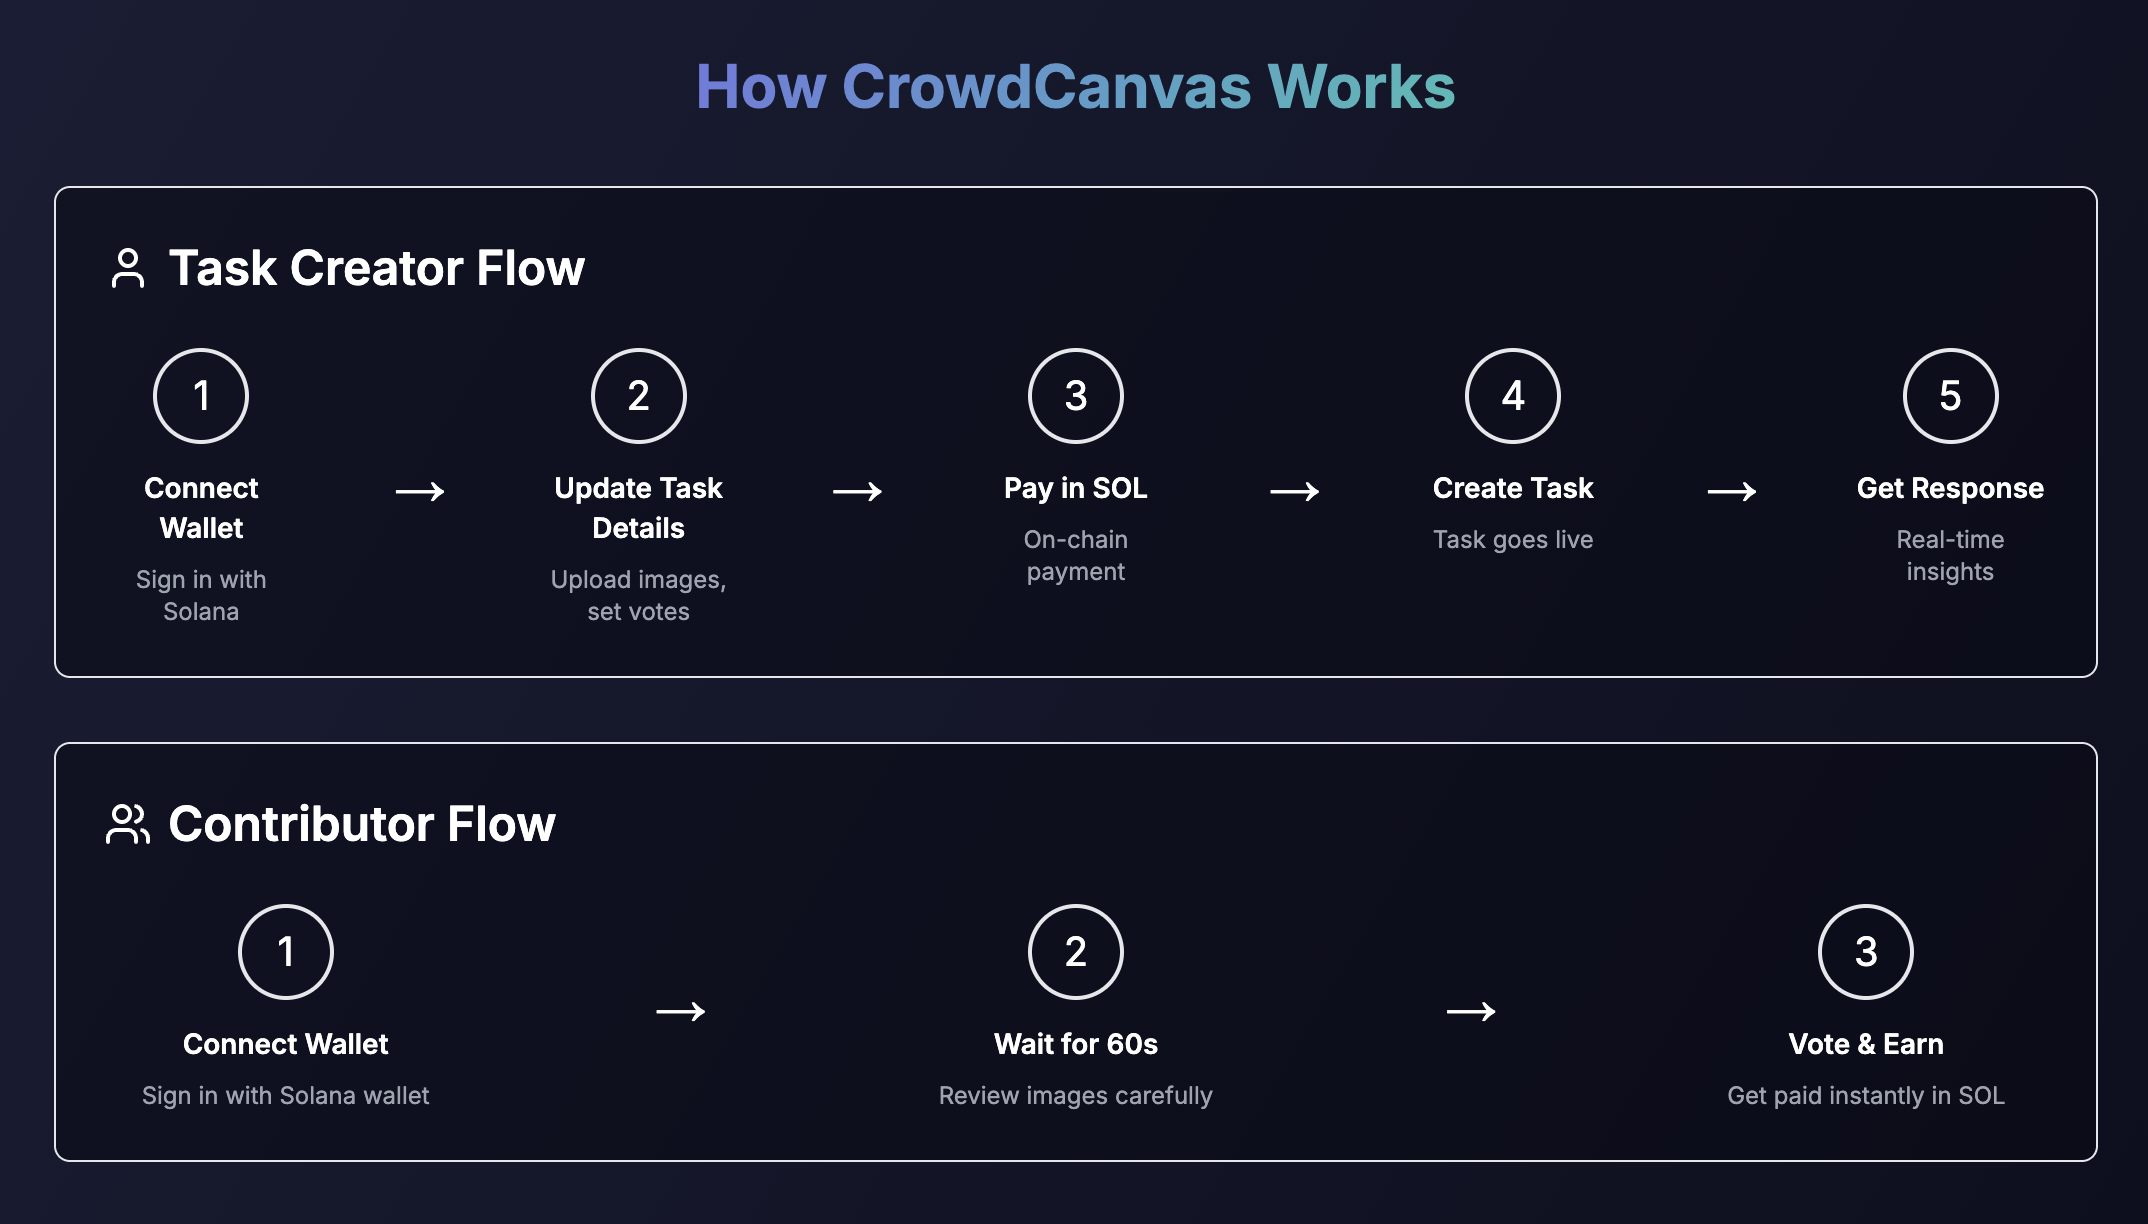 How CrowdCanvas Works
Task Creator Flow
1
Connect
Wallet
Sign in with
Solana
2
Update Task
Details
Upload images,
set votes
3
Pay in SOL
On-chain
payment
4
Create Task
Task goes live
5
Get Response
Real-time
insights
Contributor Flow
1
Connect Wallet
Sign in with Solana wallet
2
Wait for 60s
Review images carefully
3
Vote & Earn
Get paid instantly in SOL